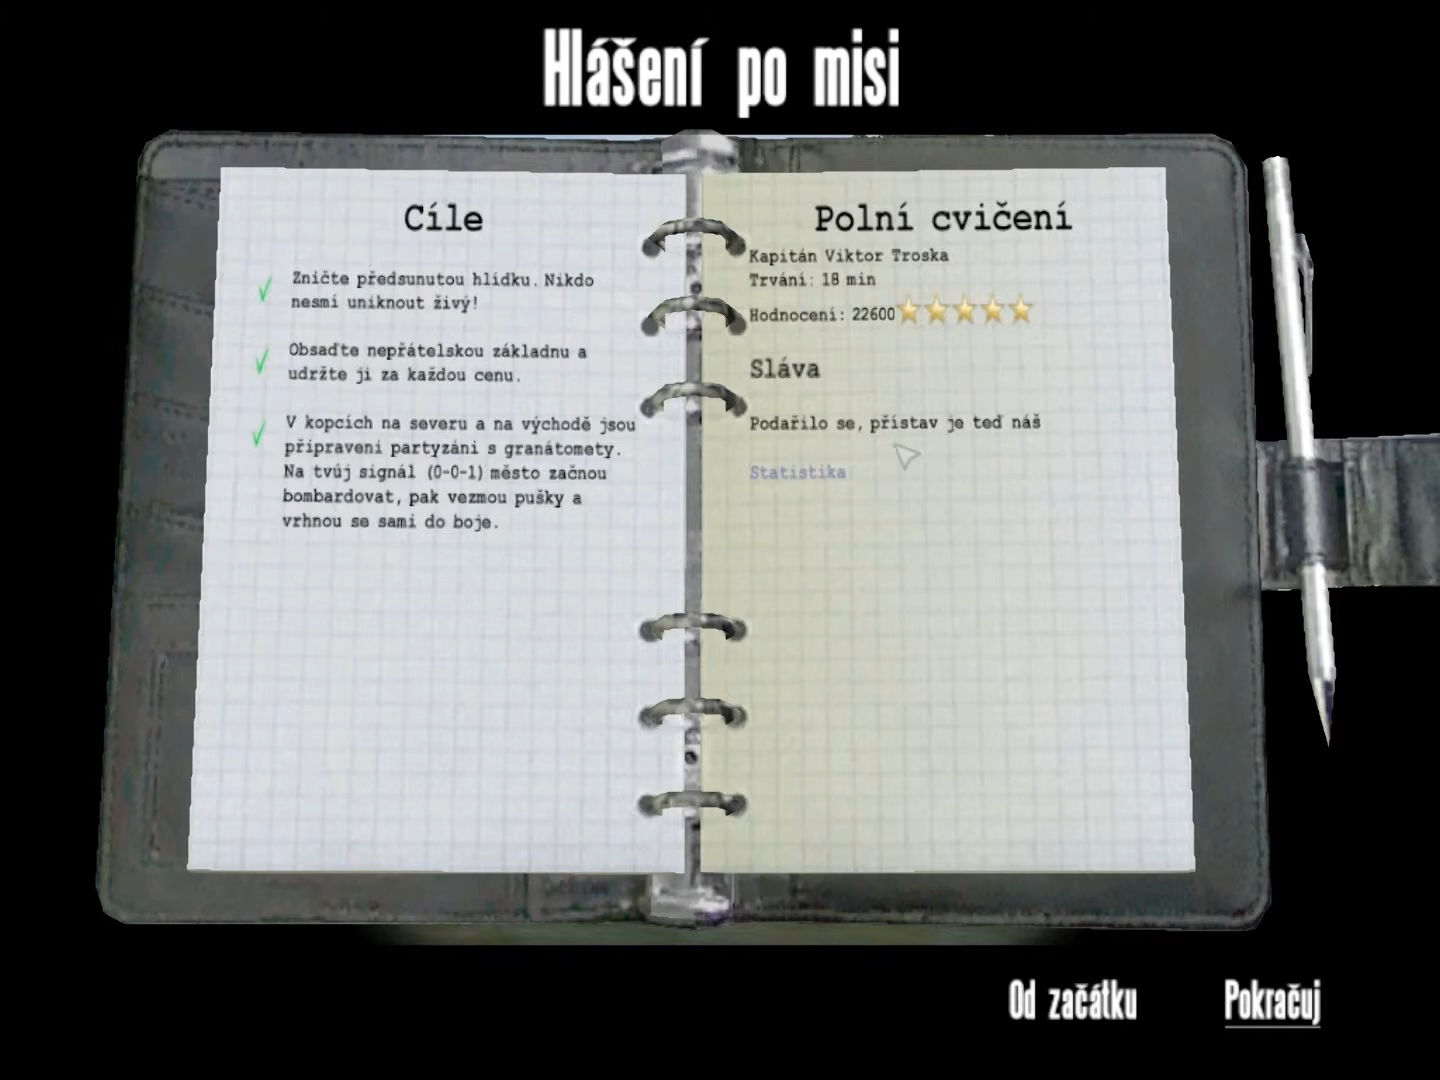 Hlášení po misi
Cíle
Zničte předsunutou hlídku. Nikdo
nesmí uniknout živý!
Obsaďte nepřátelskou základnu a
udržte ji za každou cenu.
V kopcích na severu a na východě jsou
připraveni partyzáni s granátomety.
Na tvůj signál (0-0-1) město začnou
bombardovat, pak vezmou pušky a
vrhnou se sami do boje.
Polní cvičení
Kapitán Viktor Troska
Trvání: 18 min
Hodnocení: 22600
Sláva
Podařilo se, přístav je teď náš
Statistika
Od začátku
Pokračuj